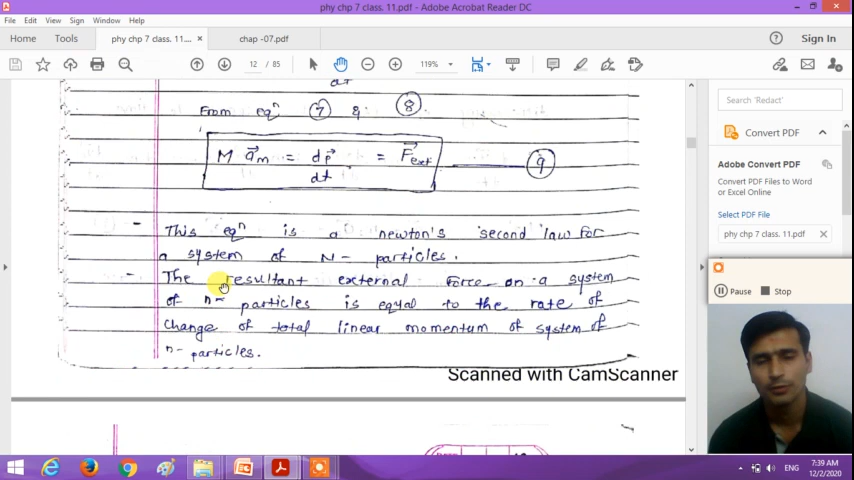 phy chp 7 class. 11.pdf - Adobe Acrobat Reader DC
File Edit View Sign Window Help
Home Tools phy chp 7 class. 11.... × chap -07.pdf Sign In
12 / 85 119%
dt
From eqⁿ ⑦ & ⑧
M a⃗m = dp⃗/dt = F⃗ext ⑨
- This eqⁿ is a newton's second law for
a system of N- particles.
- The resultant external Force on a system
of n- particles is equal to the rate of
change of total linear momentum of system of
n- particles.
Scanned with CamScanner
Search 'Redact'
Convert PDF
Adobe Convert PDF
Convert PDF Files to Word
or Excel Online
Select PDF File
phy chp 7 class. 11.pdf ×
Pause Stop
ENG 7:39 AM
12/2/2020